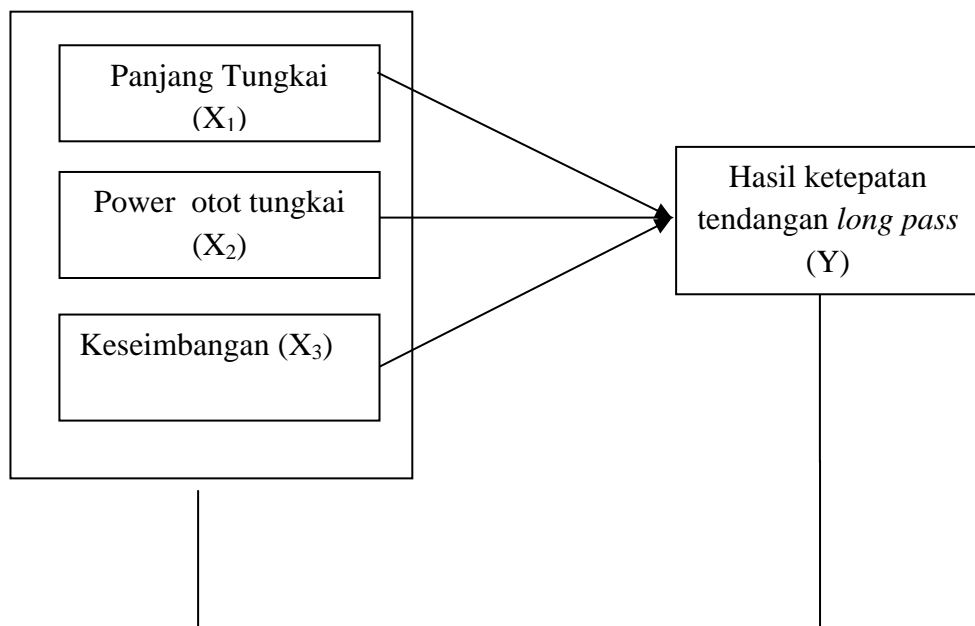 Panjang Tungkai
(X₁)
Power otot tungkai
(X₂)
Keseimbangan (X₃)
Hasil ketepatan
tendangan long pass
(Y)